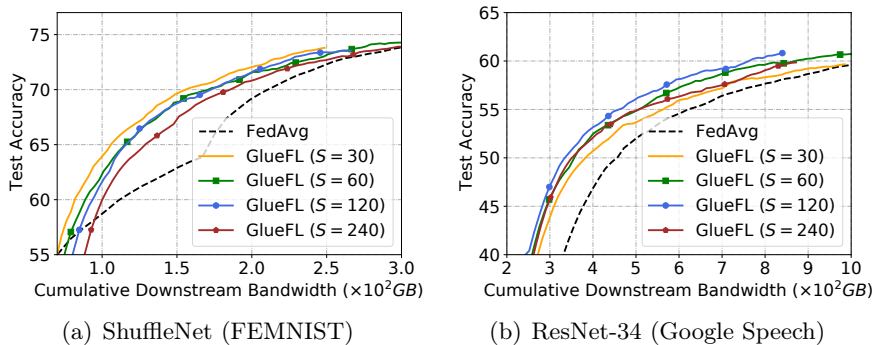 75
70
65
60
55
Test Accuracy
FedAvg
GlueFL (S = 30)
GlueFL (S = 60)
GlueFL (S = 120)
GlueFL (S = 240)
1.0 1.5 2.0 2.5 3.0
Cumulative Downstream Bandwidth (×10²GB)
(a) ShuffleNet (FEMNIST)
65
60
55
50
45
40
Test Accuracy
FedAvg
GlueFL (S = 30)
GlueFL (S = 60)
GlueFL (S = 120)
GlueFL (S = 240)
2 3 4 5 6 7 8 9 10
Cumulative Downstream Bandwidth (×10²GB)
(b) ResNet-34 (Google Speech)